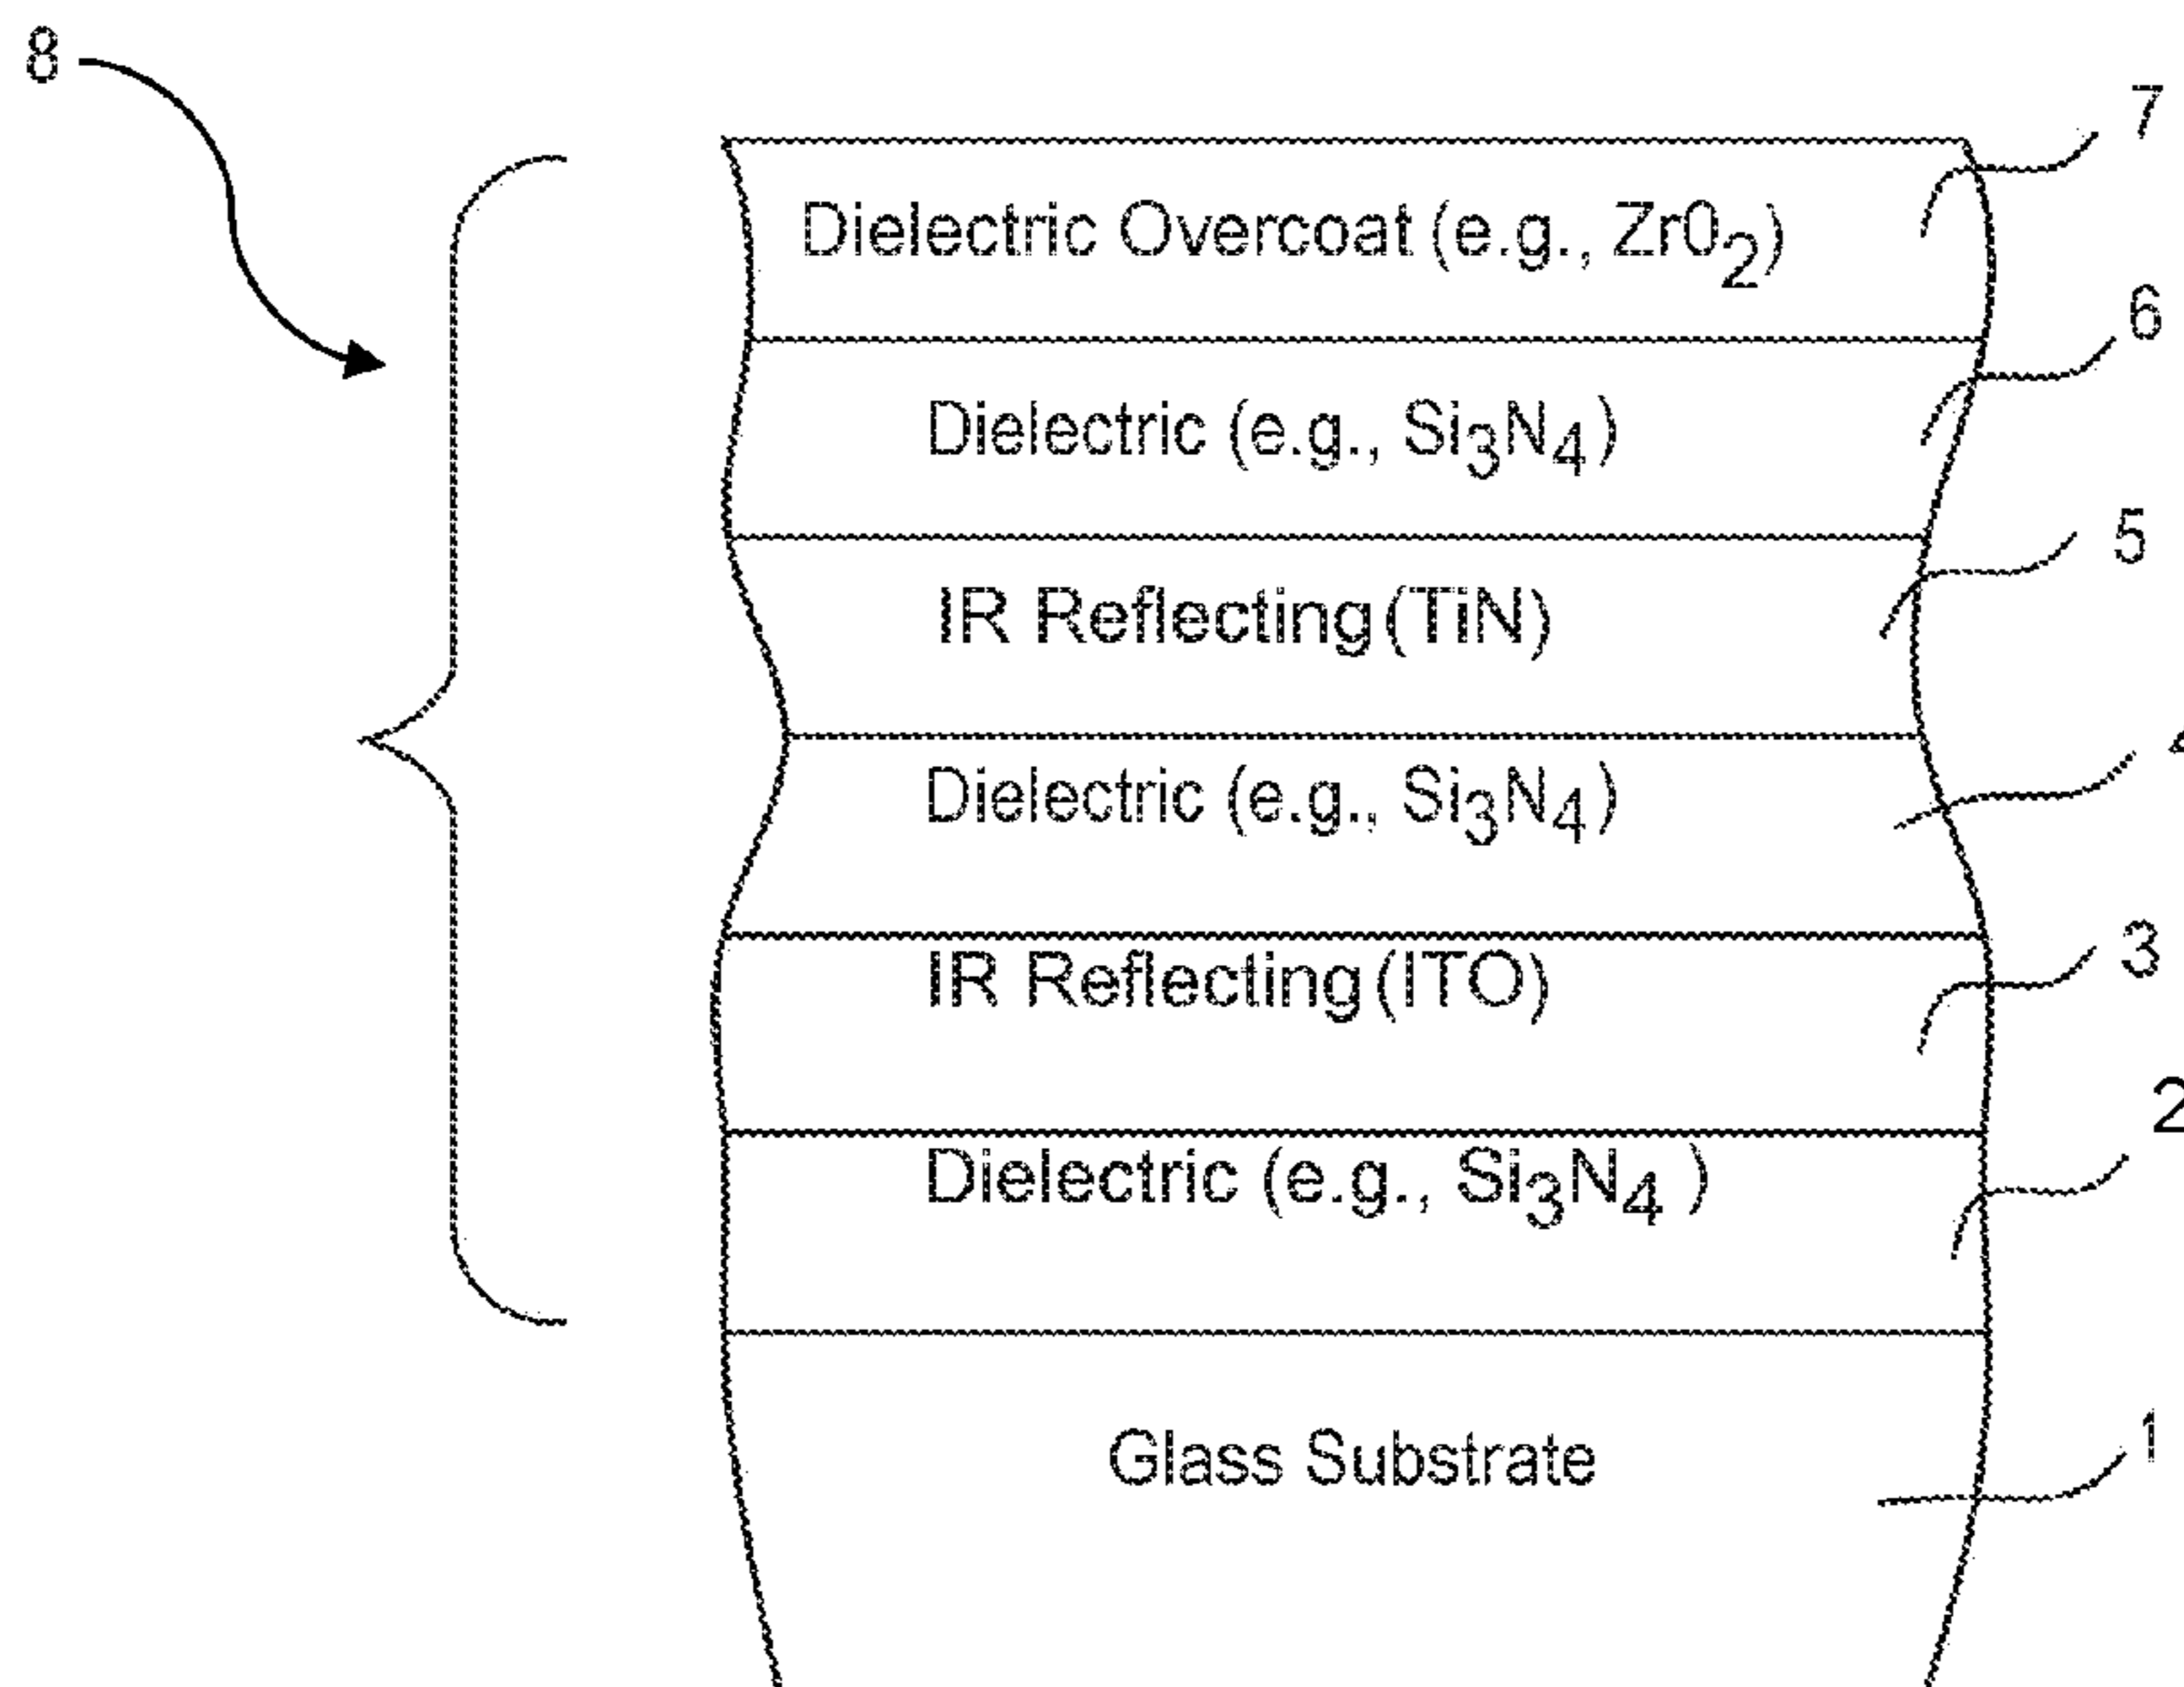 8
7
Dielectric Overcoat (e.g., Zr0₂)
6
Dielectric (e.g., Si₃N₄)
5
IR Reflecting (TiN)
Dielectric (e.g., Si₃N₄)
3
IR Reflecting (ITO)
2
Dielectric (e.g., Si₃N₄ )
1
Glass Substrate